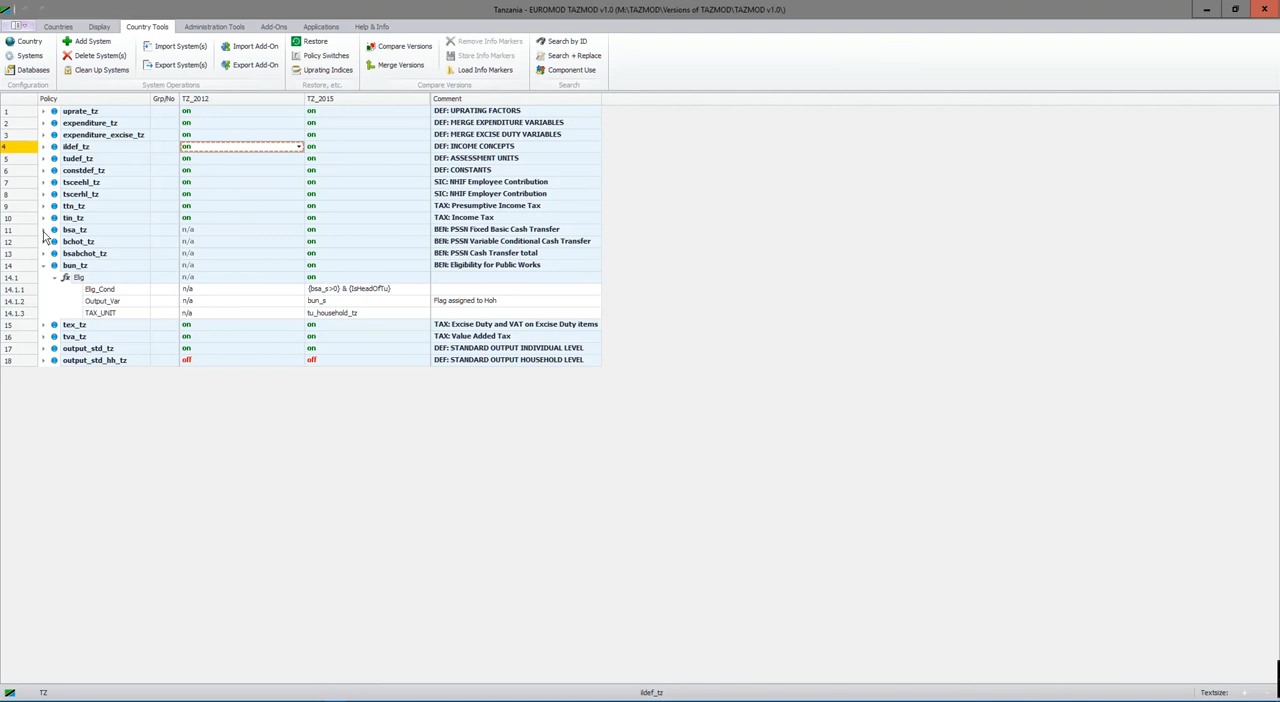 Tanzania - EUROMOD TAZMOD v1.0 (M:\TAZMOD\Versions of TAZMOD\TAZMOD v1.0\)
Countries Display Country Tools Administration Tools Add-Ons Applications Help & Info
Country Add System Import System(s) Import Add-On Restore Compare Versions Remove Info Markers Search by ID
Systems Delete System(s) Policy Switches Store Info Markers Search + Replace
Databases Clean Up Systems Export System(s) Export Add-On Uprating Indices Merge Versions Load Info Markers Component Use
Configuration System Operations Restore, etc. Compare Versions Search
Policy Grp/No TZ_2012 TZ_2015 Comment
1 uprate_tz on on DEF: UPRATING FACTORS
2 expenditure_tz on on DEF: MERGE EXPENDITURE VARIABLES
3 expenditure_excise_tz on on DEF: MERGE EXCISE DUTY VARIABLES
4 ildef_tz on on DEF: INCOME CONCEPTS
5 tudef_tz on on DEF: ASSESSMENT UNITS
6 constdef_tz on on DEF: CONSTANTS
7 tsceehl_tz on on SIC: NHIF Employee Contribution
8 tscerhl_tz on on SIC: NHIF Employer Contribution
9 ttn_tz on on TAX: Presumptive Income Tax
10 tin_tz on on TAX: Income Tax
11 bsa_tz n/a on BEN: PSSN Fixed Basic Cash Transfer
12 bchot_tz n/a on BEN: PSSN Variable Conditional Cash Transfer
13 bsabchot_tz n/a on BEN: PSSN Cash Transfer total
14 bun_tz n/a on BEN: Eligibility for Public Works
14.1 fx Elig n/a on
14.1.1 Elig_Cond n/a {bsa_s>0} & {IsHeadOfTu}
14.1.2 Output_Var n/a bun_s Flag assigned to Hoh
14.1.3 TAX_UNIT n/a tu_household_tz
15 tex_tz on on TAX: Excise Duty and VAT on Excise Duty items
16 tva_tz on on TAX: Value Added Tax
17 output_std_tz on on DEF: STANDARD OUTPUT INDIVIDUAL LEVEL
18 output_std_hh_tz off off DEF: STANDARD OUTPUT HOUSEHOLD LEVEL
TZ ildef_tz Textsize: + -